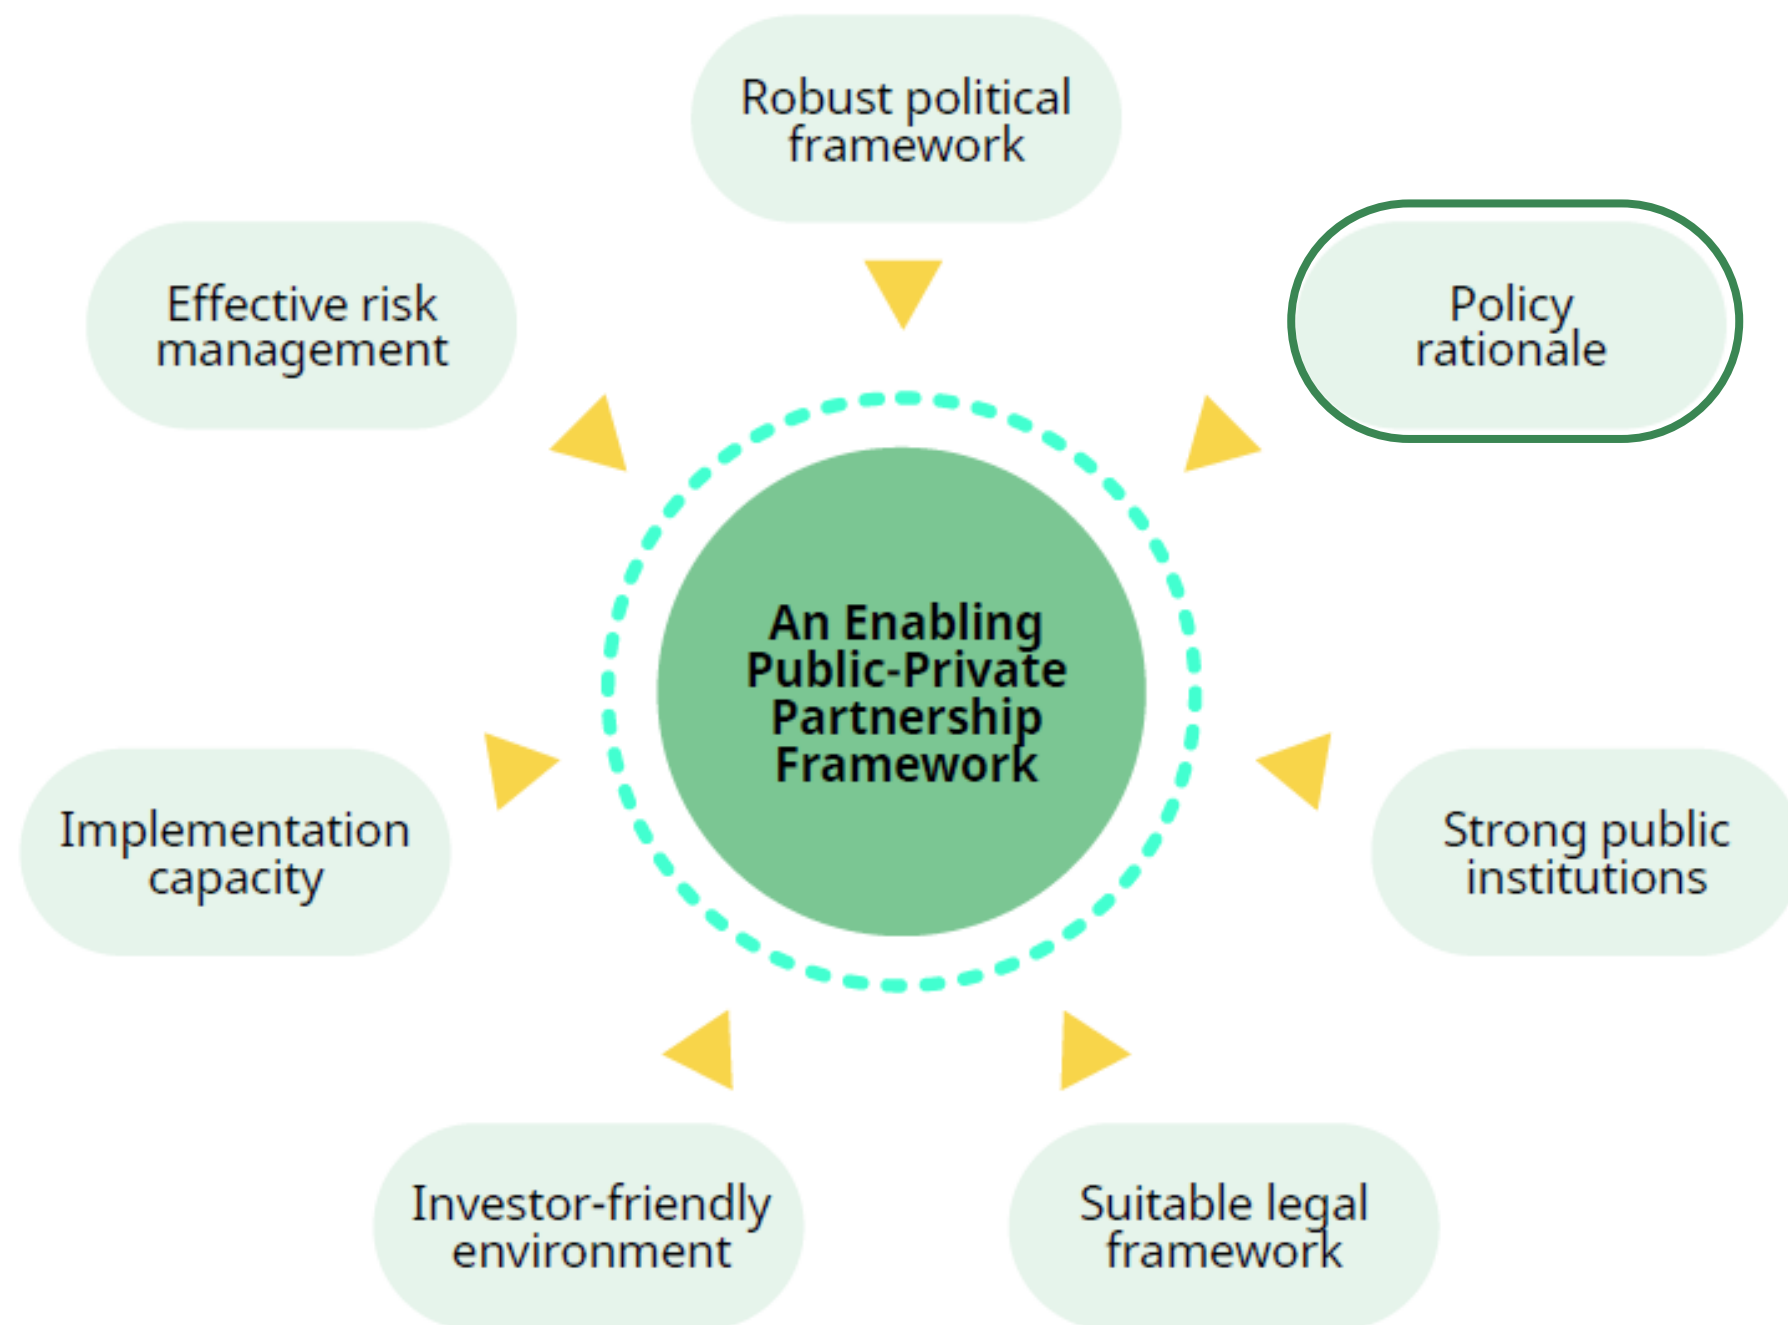 Robust political
framework
Effective risk
management
Policy
rationale
An Enabling
Public-Private
Partnership
Framework
Implementation
capacity
Strong public
institutions
Investor-friendly
environment
Suitable legal
framework